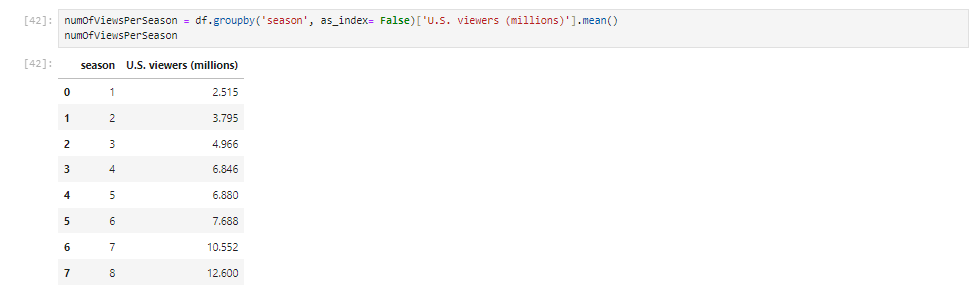 [42]: numOfViewsPerSeason = df.groupby('season', as_index= False)['U.S. viewers (millions)'].mean()
numOfViewsPerSeason
[42]: season U.S. viewers (millions)
0 1 2.515
1 2 3.795
2 3 4.966
3 4 6.846
4 5 6.880
5 6 7.688
6 7 10.552
7 8 12.600